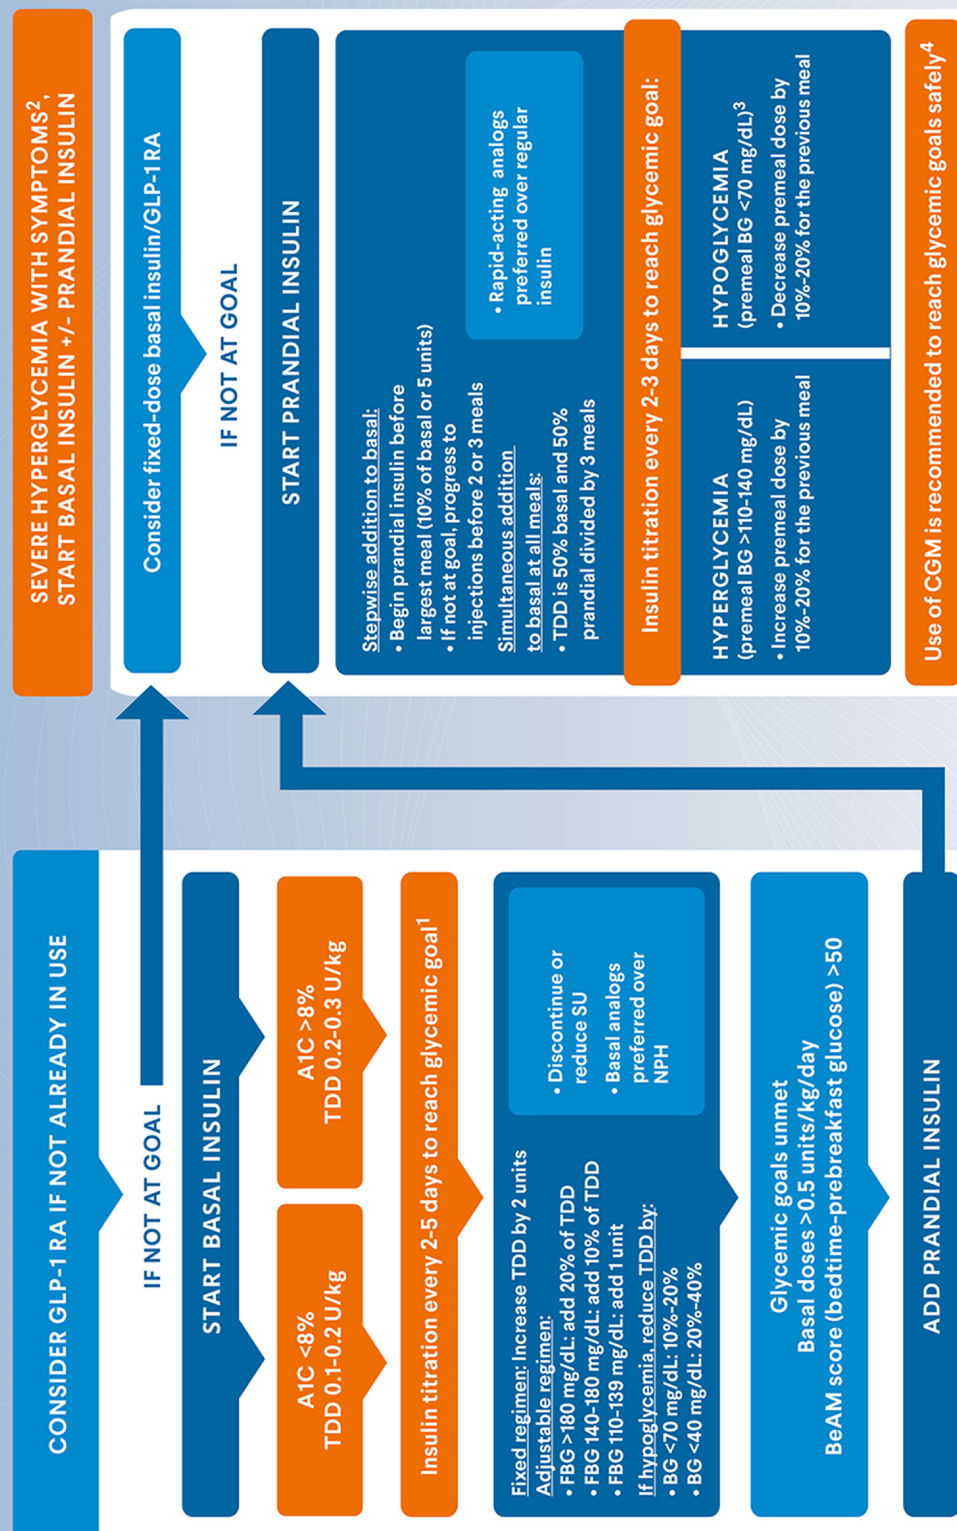 CONSIDER GLP-1 RA IF NOT ALREADY IN USE
IF NOT AT GOAL
START BASAL INSULIN
A1C <8%
TDD 0.1-0.2 U/kg
A1C >8%
TDD 0.2-0.3 U/kg
Insulin titration every 2-5 days to reach glycemic goal¹
Fixed regimen: Increase TDD by 2 units
Adjustable regimen:
• FBG >180 mg/dL: add 20% of TDD
• FBG 140-180 mg/dL: add 10% of TDD
• FBG 110-139 mg/dL: add 1 unit
If hypoglycemia, reduce TDD by:
• BG <70 mg/dL: 10%-20%
• BG <40 mg/dL: 20%-40%
• Discontinue or
reduce SU
• Basal analogs
preferred over
NPH
Glycemic goals unmet
Basal doses >0.5 units/kg/day
BeAM score (bedtime-prebreakfast glucose) >50
ADD PRANDIAL INSULIN
SEVERE HYPERGLYCEMIA WITH SYMPTOMS²,
START BASAL INSULIN +/- PRANDIAL INSULIN
Consider fixed-dose basal insulin/GLP-1 RA
IF NOT AT GOAL
START PRANDIAL INSULIN
Stepwise addition to basal:
• Begin prandial insulin before
largest meal (10% of basal or 5 units)
• If not at goal, progress to
injections before 2 or 3 meals
Simultaneous addition
to basal at all meals:
• TDD is 50% basal and 50%
prandial divided by 3 meals
• Rapid-acting analogs
preferred over regular
insulin
Insulin titration every 2-3 days to reach glycemic goal:
HYPERGLYCEMIA
(premeal BG >110-140 mg/dL)
• Increase premeal dose by
10%-20% for the previous meal
HYPOGLYCEMIA
(premeal BG <70 mg/dL)³
• Decrease premeal dose by
10%-20% for the previous meal
Use of CGM is recommended to reach glycemic goals safely⁴